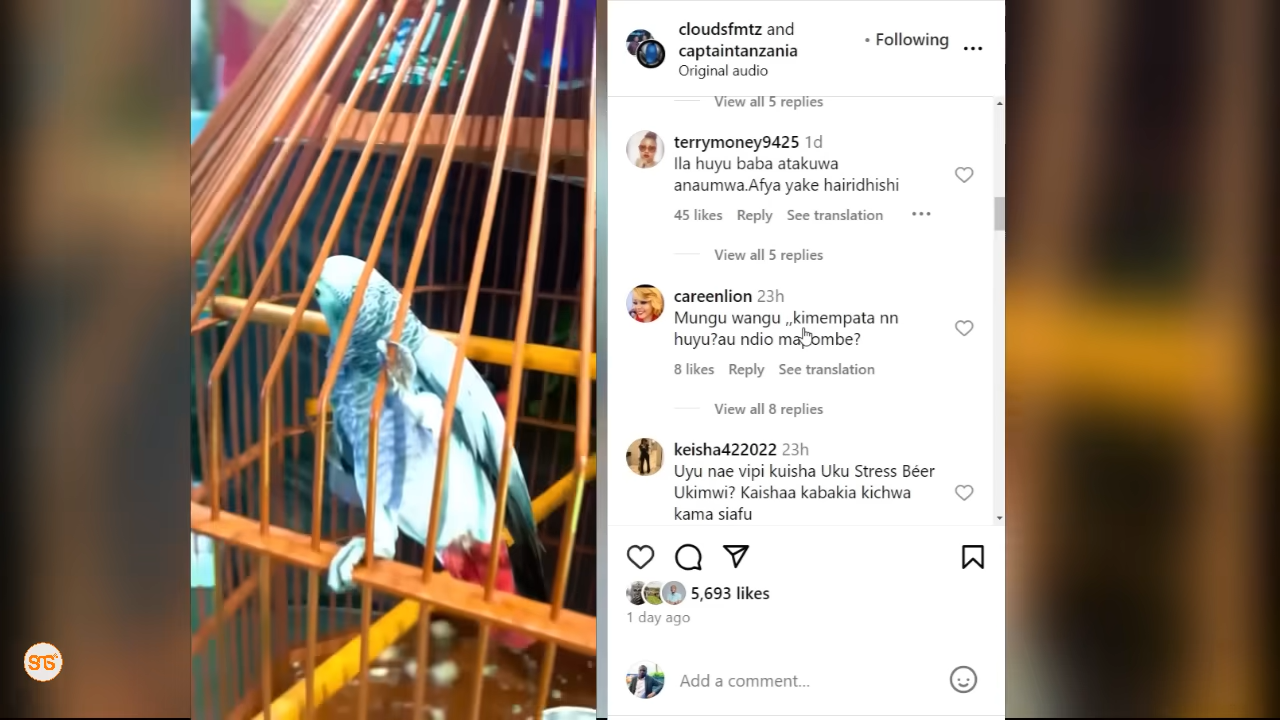 cloudsfmtz and
captaintanzania
• Following
Original audio
View all 5 replies
terrymoney9425 1d
Ila huyu baba atakuwa
anaumwa.Afya yake hairidhishi
45 likes Reply See translation
View all 5 replies
careenlion 23h
Mungu wangu ,,kimempata nn
huyu?au ndio ma ombe?
8 likes Reply See translation
View all 8 replies
keisha422022 23h
Uyu nae vipi kuisha Uku Stress Béer
Ukimwi? Kaishaa kabakia kichwa
kama siafu
5,693 likes
1 day ago
Add a comment...
SNS